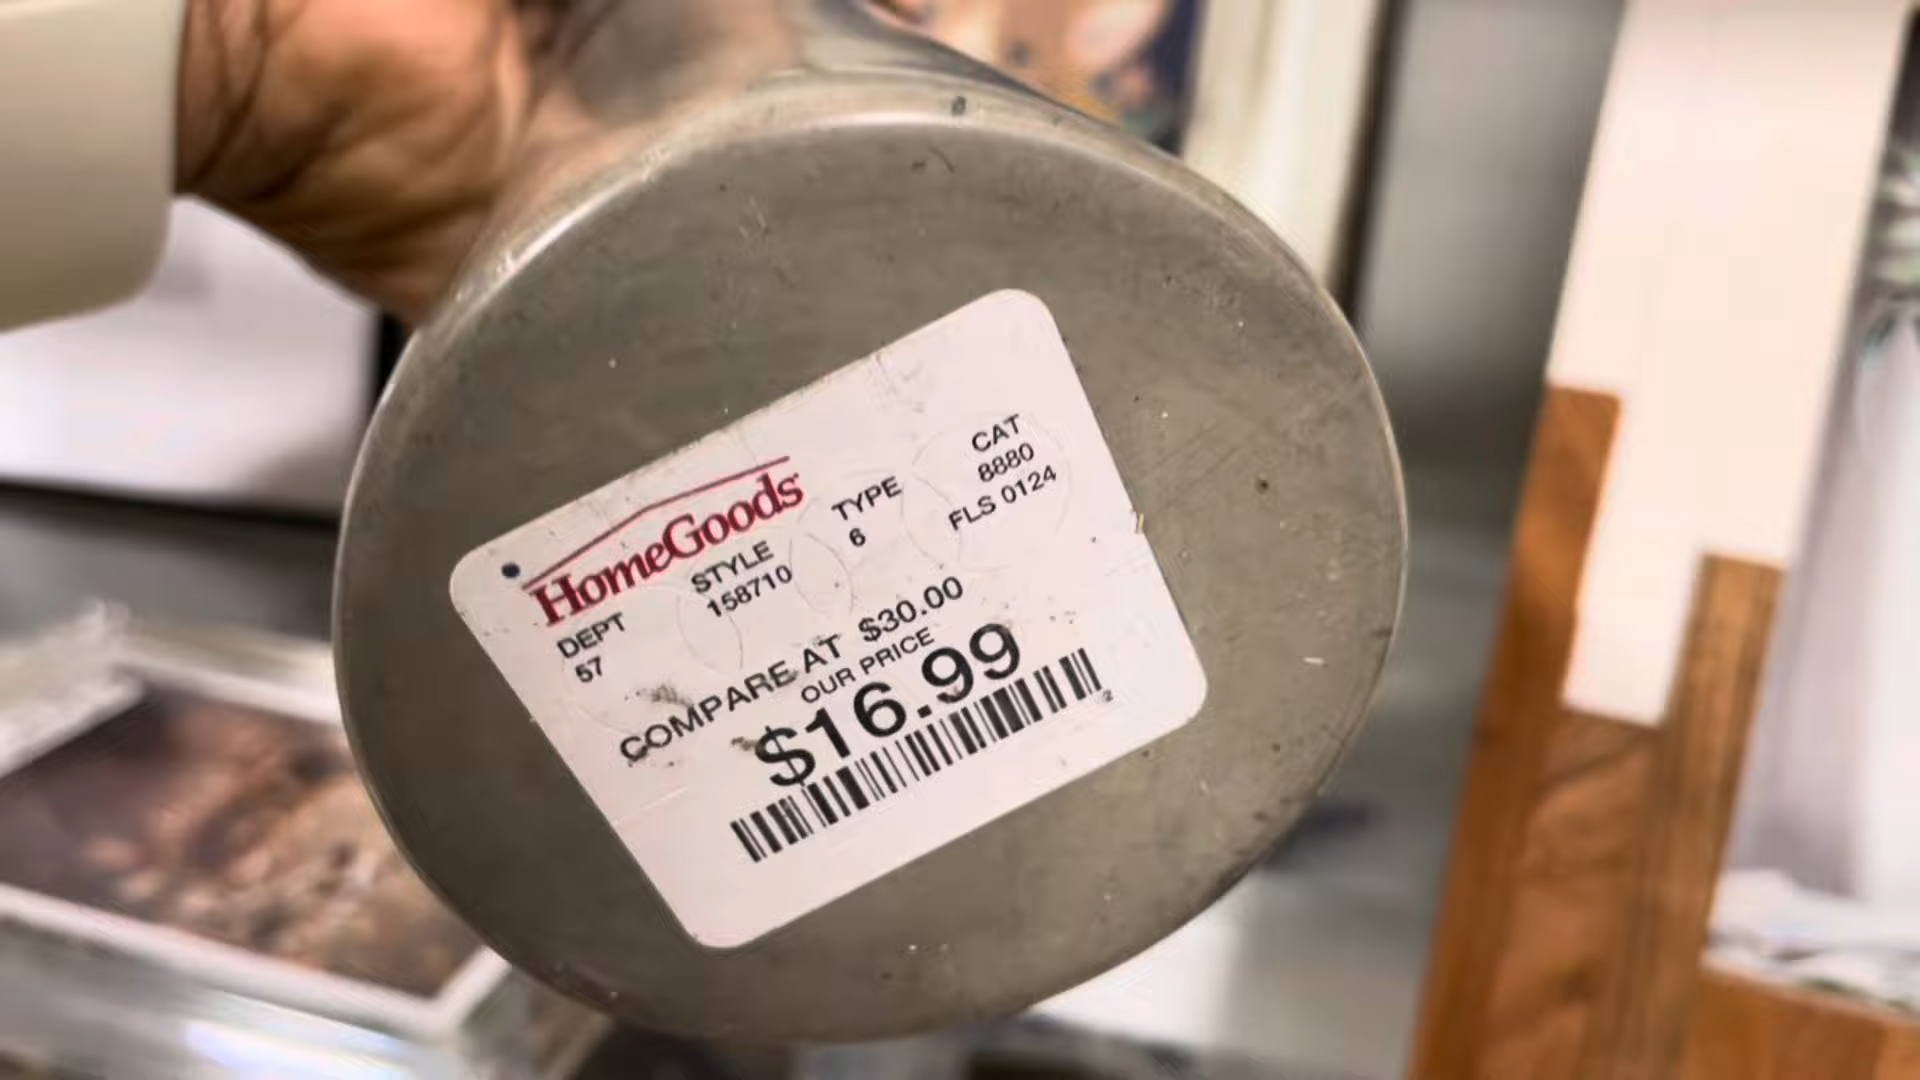 HomeGoods
DEPT STYLE TYPE CAT
57 158710 6 8880
FLS 0124
COMPARE AT $30.00
OUR PRICE
$16.99
2